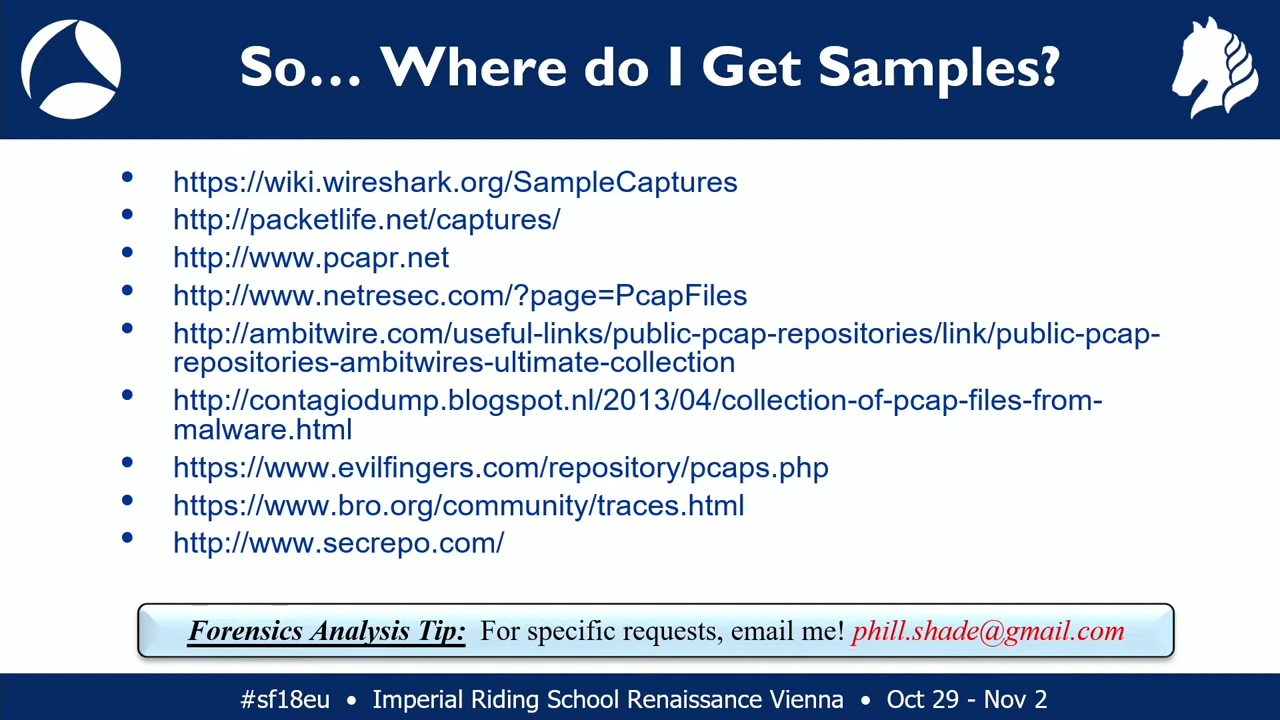 So... Where do I Get Samples?
• https://wiki.wireshark.org/SampleCaptures
• http://packetlife.net/captures/
• http://www.pcapr.net
• http://www.netresec.com/?page=PcapFiles
• http://ambitwire.com/useful-links/public-pcap-repositories/link/public-pcap-
repositories-ambitwires-ultimate-collection
• http://contagiodump.blogspot.nl/2013/04/collection-of-pcap-files-from-
malware.html
• https://www.evilfingers.com/repository/pcaps.php
• https://www.bro.org/community/traces.html
• http://www.secrepo.com/
Forensics Analysis Tip: For specific requests, email me! phill.shade@gmail.com
#sf18eu • Imperial Riding School Renaissance Vienna • Oct 29 - Nov 2